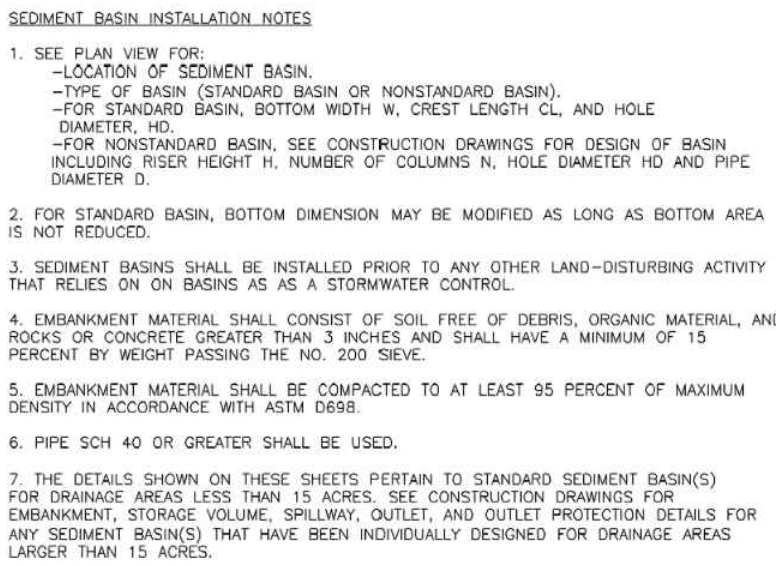 SEDIMENT BASIN INSTALLATION NOTES
1. SEE PLAN VIEW FOR:
-LOCATION OF SEDIMENT BASIN.
-TYPE OF BASIN (STANDARD BASIN OR NONSTANDARD BASIN).
-FOR STANDARD BASIN, BOTTOM WIDTH W, CREST LENGTH CL, AND HOLE
DIAMETER, HD.
-FOR NONSTANDARD BASIN, SEE CONSTRUCTION DRAWINGS FOR DESIGN OF BASIN
INCLUDING RISER HEIGHT H, NUMBER OF COLUMNS N, HOLE DIAMETER HD AND PIPE
DIAMETER D.
2. FOR STANDARD BASIN, BOTTOM DIMENSION MAY BE MODIFIED AS LONG AS BOTTOM AREA
IS NOT REDUCED.
3. SEDIMENT BASINS SHALL BE INSTALLED PRIOR TO ANY OTHER LAND-DISTURBING ACTIVITY
THAT RELIES ON ON BASINS AS AS A STORMWATER CONTROL.
4. EMBANKMENT MATERIAL SHALL CONSIST OF SOIL FREE OF DEBRIS, ORGANIC MATERIAL, AND
ROCKS OR CONCRETE GREATER THAN 3 INCHES AND SHALL HAVE A MINIMUM OF 15
PERCENT BY WEIGHT PASSING THE NO. 200 SIEVE.
5. EMBANKMENT MATERIAL SHALL BE COMPACTED TO AT LEAST 95 PERCENT OF MAXIMUM
DENSITY IN ACCORDANCE WITH ASTM D698.
6. PIPE SCH 40 OR GREATER SHALL BE USED.
7. THE DETAILS SHOWN ON THESE SHEETS PERTAIN TO STANDARD SEDIMENT BASIN(S)
FOR DRAINAGE AREAS LESS THAN 15 ACRES. SEE CONSTRUCTION DRAWINGS FOR
EMBANKMENT, STORAGE VOLUME, SPILLWAY, OUTLET, AND OUTLET PROTECTION DETAILS FOR
ANY SEDIMENT BASIN(S) THAT HAVE BEEN INDIVIDUALLY DESIGNED FOR DRAINAGE AREAS
LARGER THAN 15 ACRES.